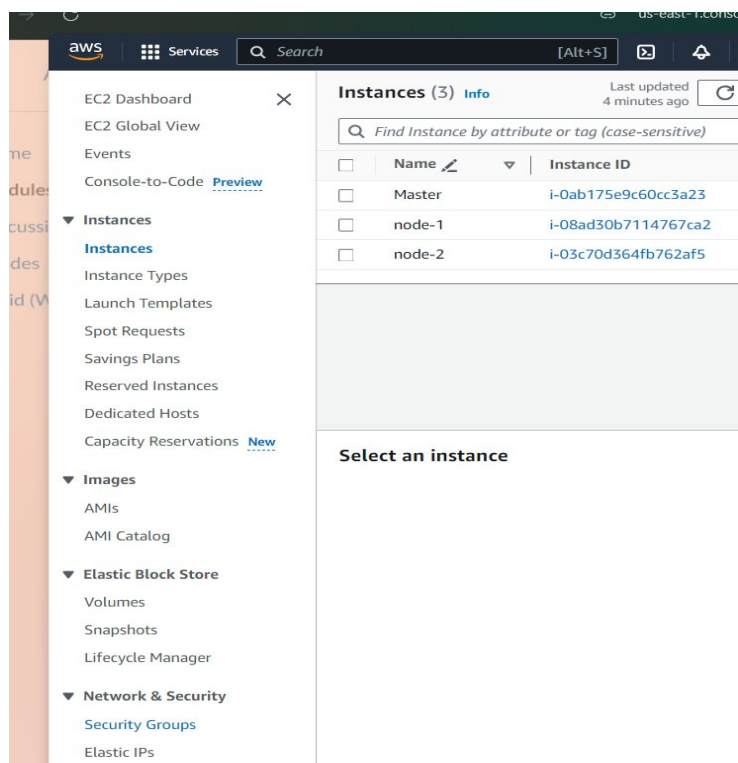 us-east-1.conso
aws Services Search [Alt+S]
EC2 Dashboard
EC2 Global View
Events
Console-to-Code Preview
Instances
Instances
Instance Types
Launch Templates
Spot Requests
Savings Plans
Reserved Instances
Dedicated Hosts
Capacity Reservations New
Images
AMIs
AMI Catalog
Elastic Block Store
Volumes
Snapshots
Lifecycle Manager
Network & Security
Security Groups
Elastic IPs
Instances (3) Info
Last updated
4 minutes ago
Find Instance by attribute or tag (case-sensitive)
Name Instance ID
Master i-0ab175e9c60cc3a23
node-1 i-08ad30b7114767ca2
node-2 i-03c70d364fb762af5
Select an instance
me
dules
cussi
des
id (W